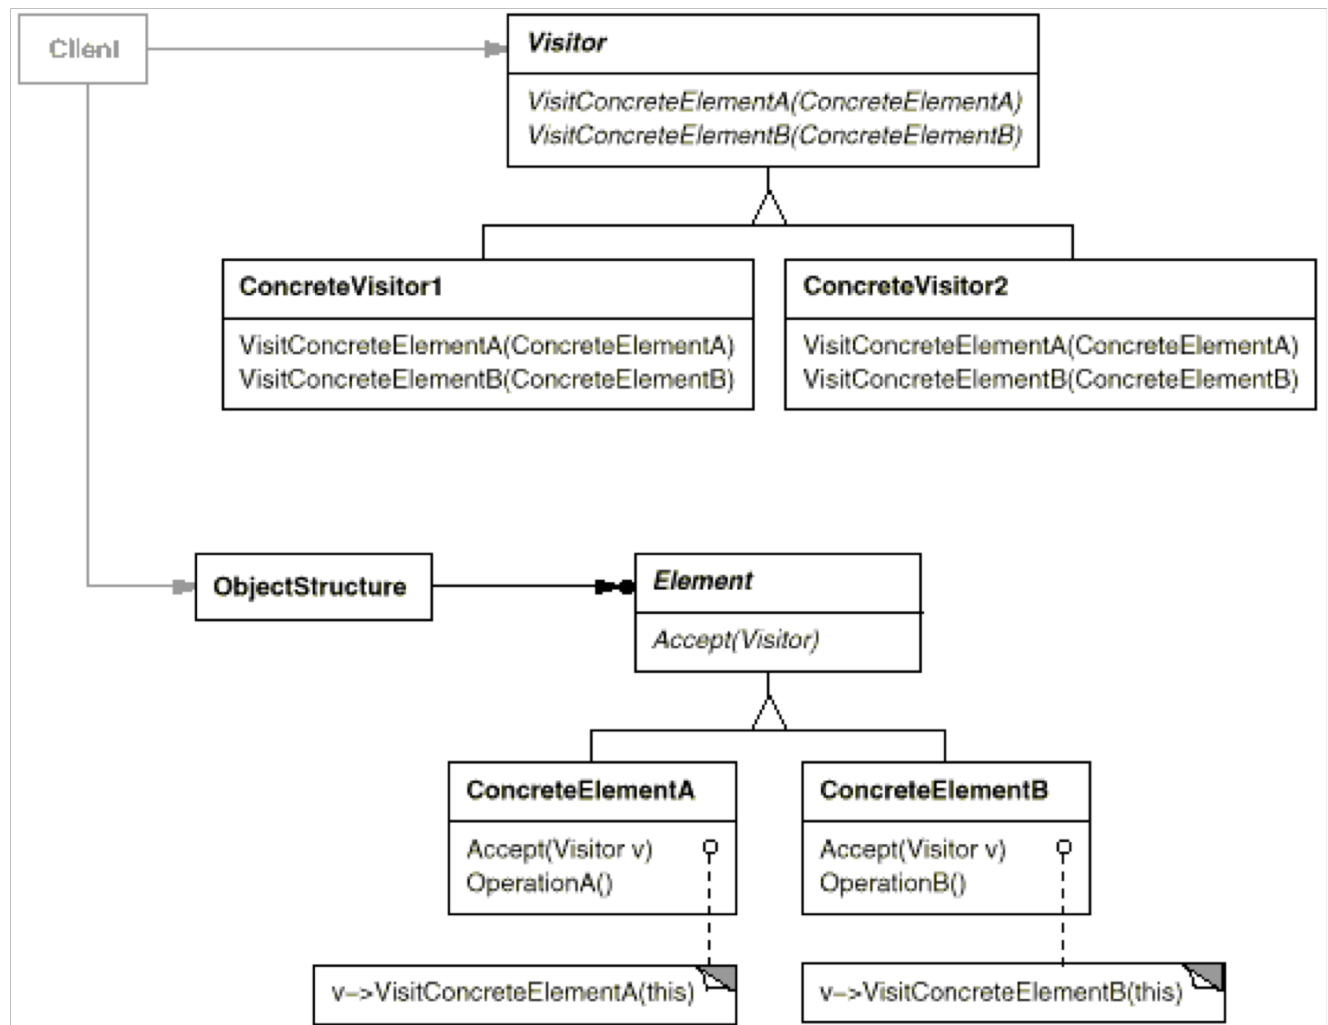 Client
Visitor
VisitConcreteElementA(ConcreteElementA)
VisitConcreteElementB(ConcreteElementB)
ConcreteVisitor1
VisitConcreteElementA(ConcreteElementA)
VisitConcreteElementB(ConcreteElementB)
ConcreteVisitor2
VisitConcreteElementA(ConcreteElementA)
VisitConcreteElementB(ConcreteElementB)
ObjectStructure
Element
Accept(Visitor)
ConcreteElementA
Accept(Visitor v)
OperationA()
ConcreteElementB
Accept(Visitor v)
OperationB()
v->VisitConcreteElementA(this)
v->VisitConcreteElementB(this)